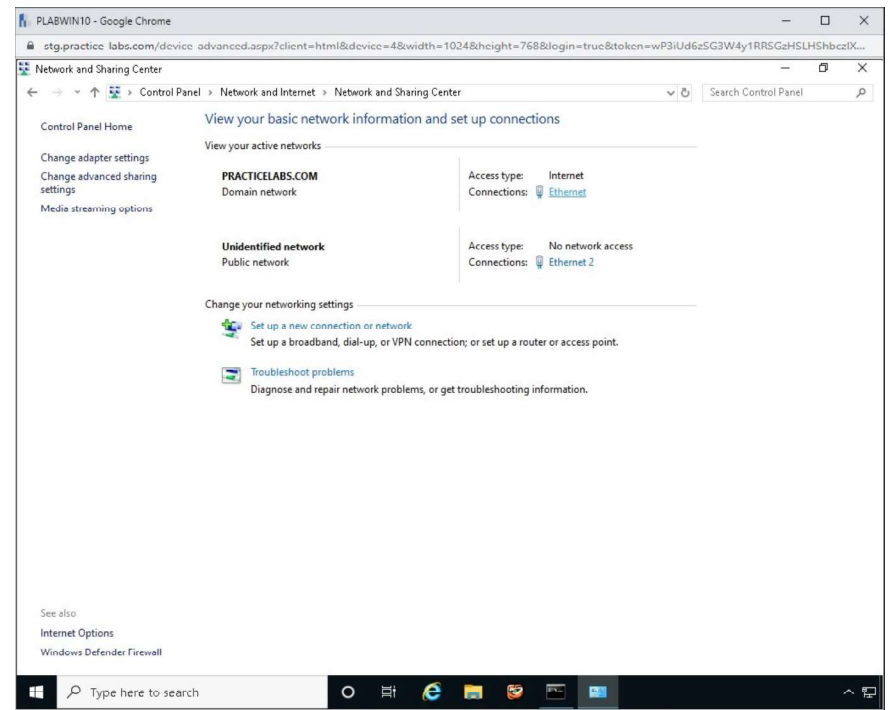 PLABWIN10 - Google Chrome
stg.practice-labs.com/device-advanced.aspx?client=html&device=4&width=1024&height=768&login=true&token=wP3iUd6zSG3W4y1RRSGzHSLHShbczIX...
Network and Sharing Center
Control Panel > Network and Internet > Network and Sharing Center
Search Control Panel
Control Panel Home
Change adapter settings
Change advanced sharing
settings
Media streaming options
View your basic network information and set up connections
View your active networks
PRACTICELABS.COM
Domain network
Access type: Internet
Connections: Ethernet
Unidentified network
Public network
Access type: No network access
Connections: Ethernet 2
Change your networking settings
Set up a new connection or network
Set up a broadband, dial-up, or VPN connection; or set up a router or access point.
Troubleshoot problems
Diagnose and repair network problems, or get troubleshooting information.
See also
Internet Options
Windows Defender Firewall
Type here to search